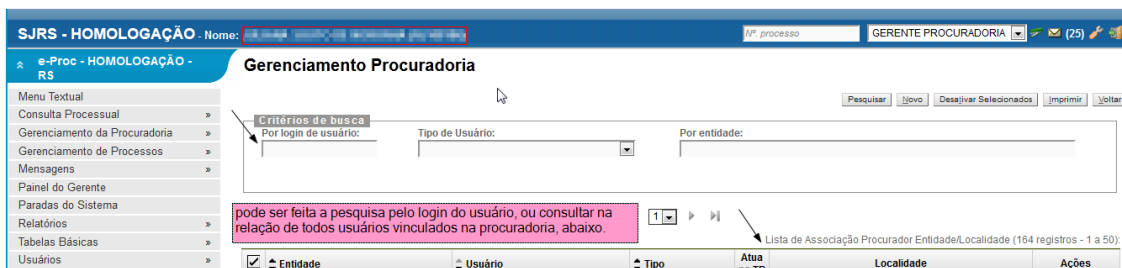 SJRS - HOMOLOGAÇÃO - Nome:
Nº. processo
GERENTE PROCURADORIA
(25)
e-Proc - HOMOLOGAÇÃO -
RS
Gerenciamento Procuradoria
Menu Textual
Consulta Processual »
Gerenciamento da Procuradoria »
Gerenciamento de Processos »
Mensagens »
Painel do Gerente
Paradas do Sistema
Relatórios »
Tabelas Básicas »
Usuários »
Pesquisar Novo Desativar Selecionados Imprimir Voltar
Critérios de busca
Por login de usuário: Tipo de Usuário: Por entidade:
pode ser feita a pesquisa pelo login do usuário, ou consultar na
relação de todos usuários vinculados na procuradoria, abaixo.
1
Lista de Associação Procurador Entidade/Localidade (164 registros - 1 a 50):
Entidade Usuário Tipo Atua Localidade Ações